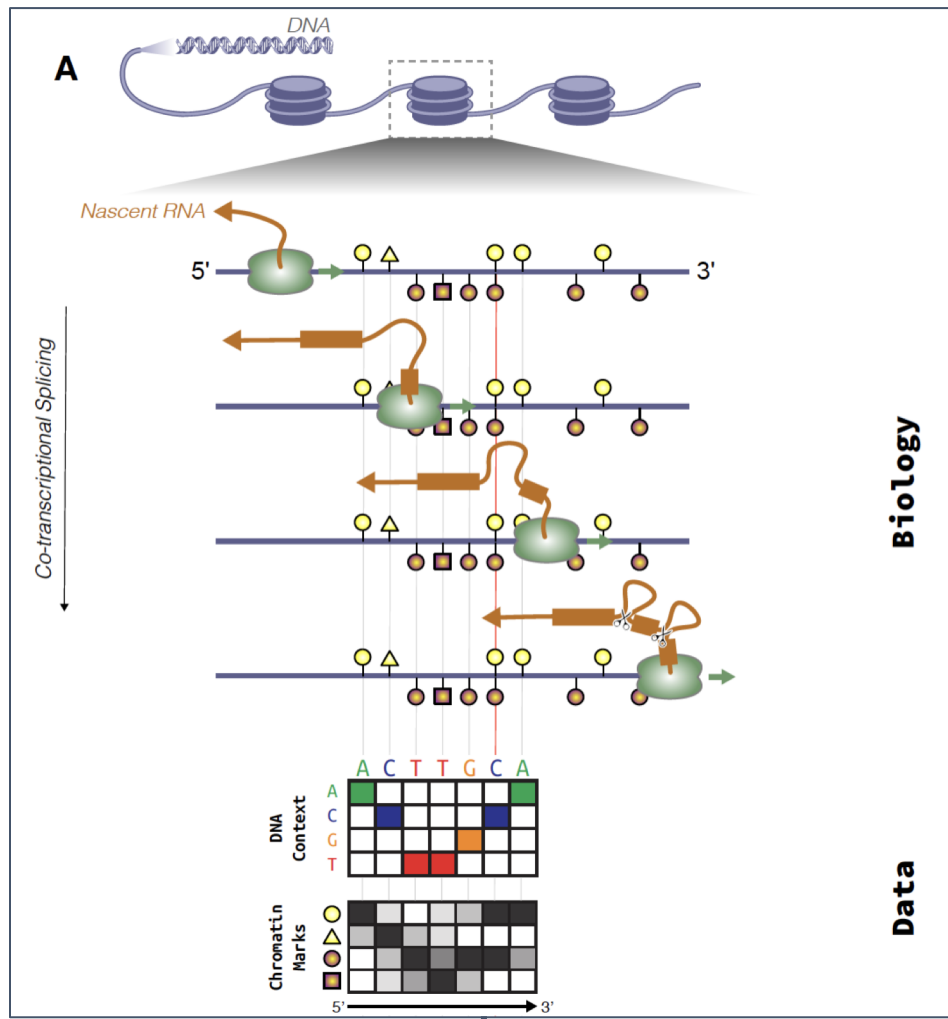 A
DNA
Nascent RNA
5'
3'
Co-transcriptional Splicing
Biology
A C T T G C A
A
C
G
T
DNA
Context
Chromatin
Marks
Data
5'
3'